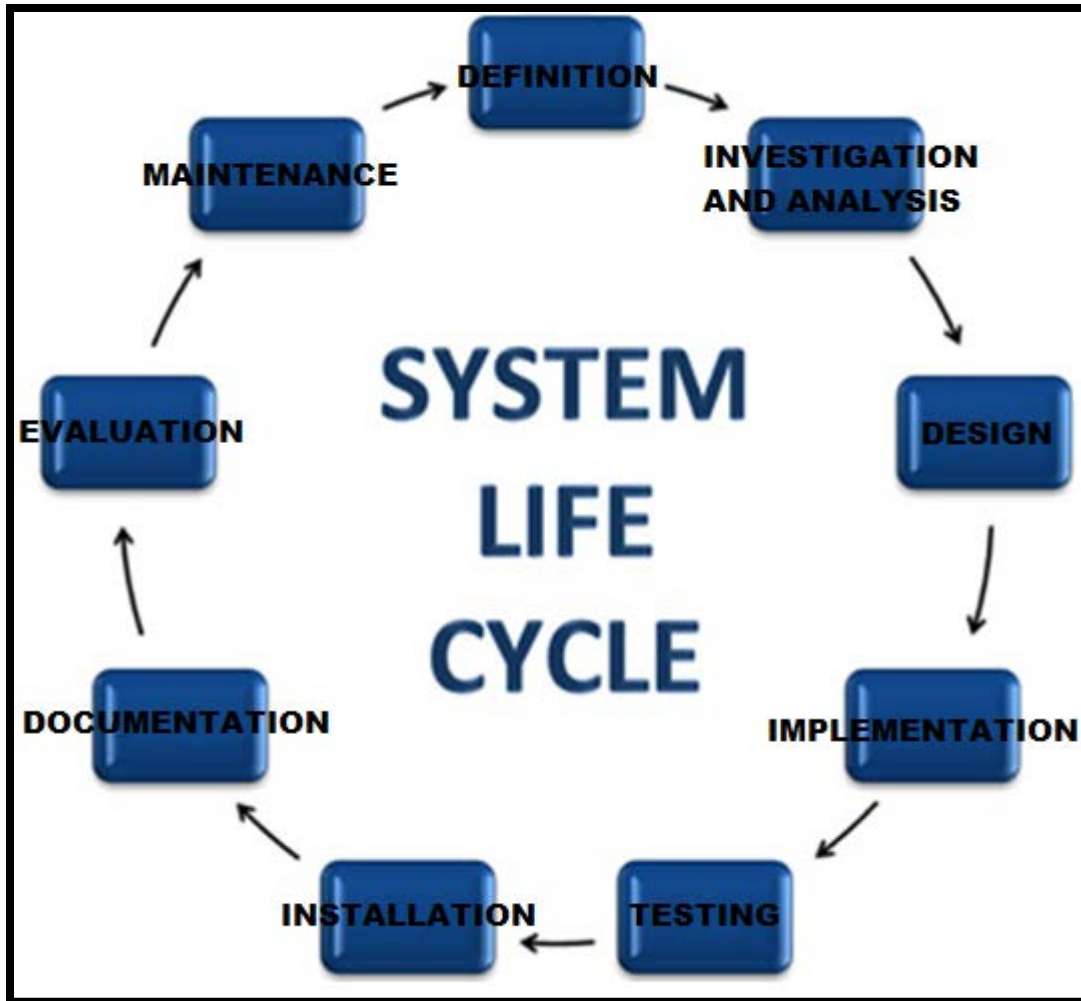 DEFINITION
INVESTIGATION
AND ANALYSIS
DESIGN
IMPLEMENTATION
TESTING
INSTALLATION
DOCUMENTATION
EVALUATION
MAINTENANCE
SYSTEM
LIFE
CYCLE